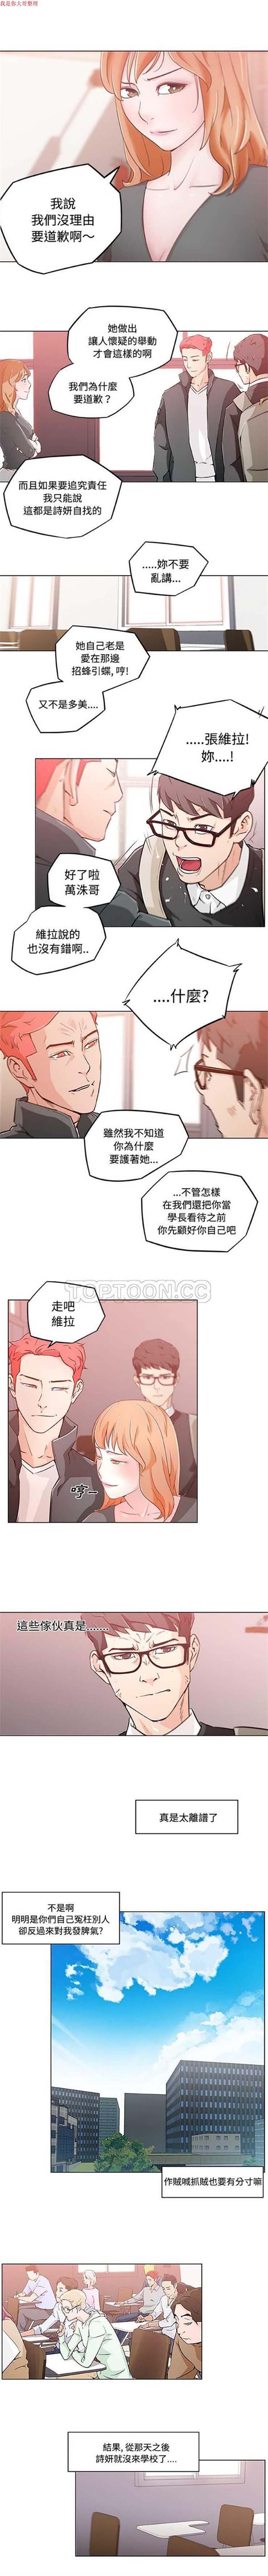 我是你大哥整理
我說
我們沒理由
要道歉啊～
她做出
讓人懷疑的舉動
才會這樣的啊
我們為什麼
要道歉？
而且如果要追究責任
我只能說
這都是詩妍自找的
.....妳不要
亂講...
她自己老是
愛在那邊
招蜂引蝶, 哼!
又不是多美....
.....張維拉!
妳....!
好了啦
萬洙哥
維拉說的
也沒有錯啊..
....什麼?
雖然我不知道
你為什麼
要護著她...
...不管怎樣
在我們還把你當
學長看待之前
你先顧好你自己吧
TOPTOON.CC
走吧
維拉
哼~
這些傢伙真是.......
真是太離譜了
不是啊
明明是你們自己冤枉別人
卻反過來對我發脾氣?
作賊喊抓賊也要有分寸嘛
結果, 從那天之後
詩妍就沒來學校了....